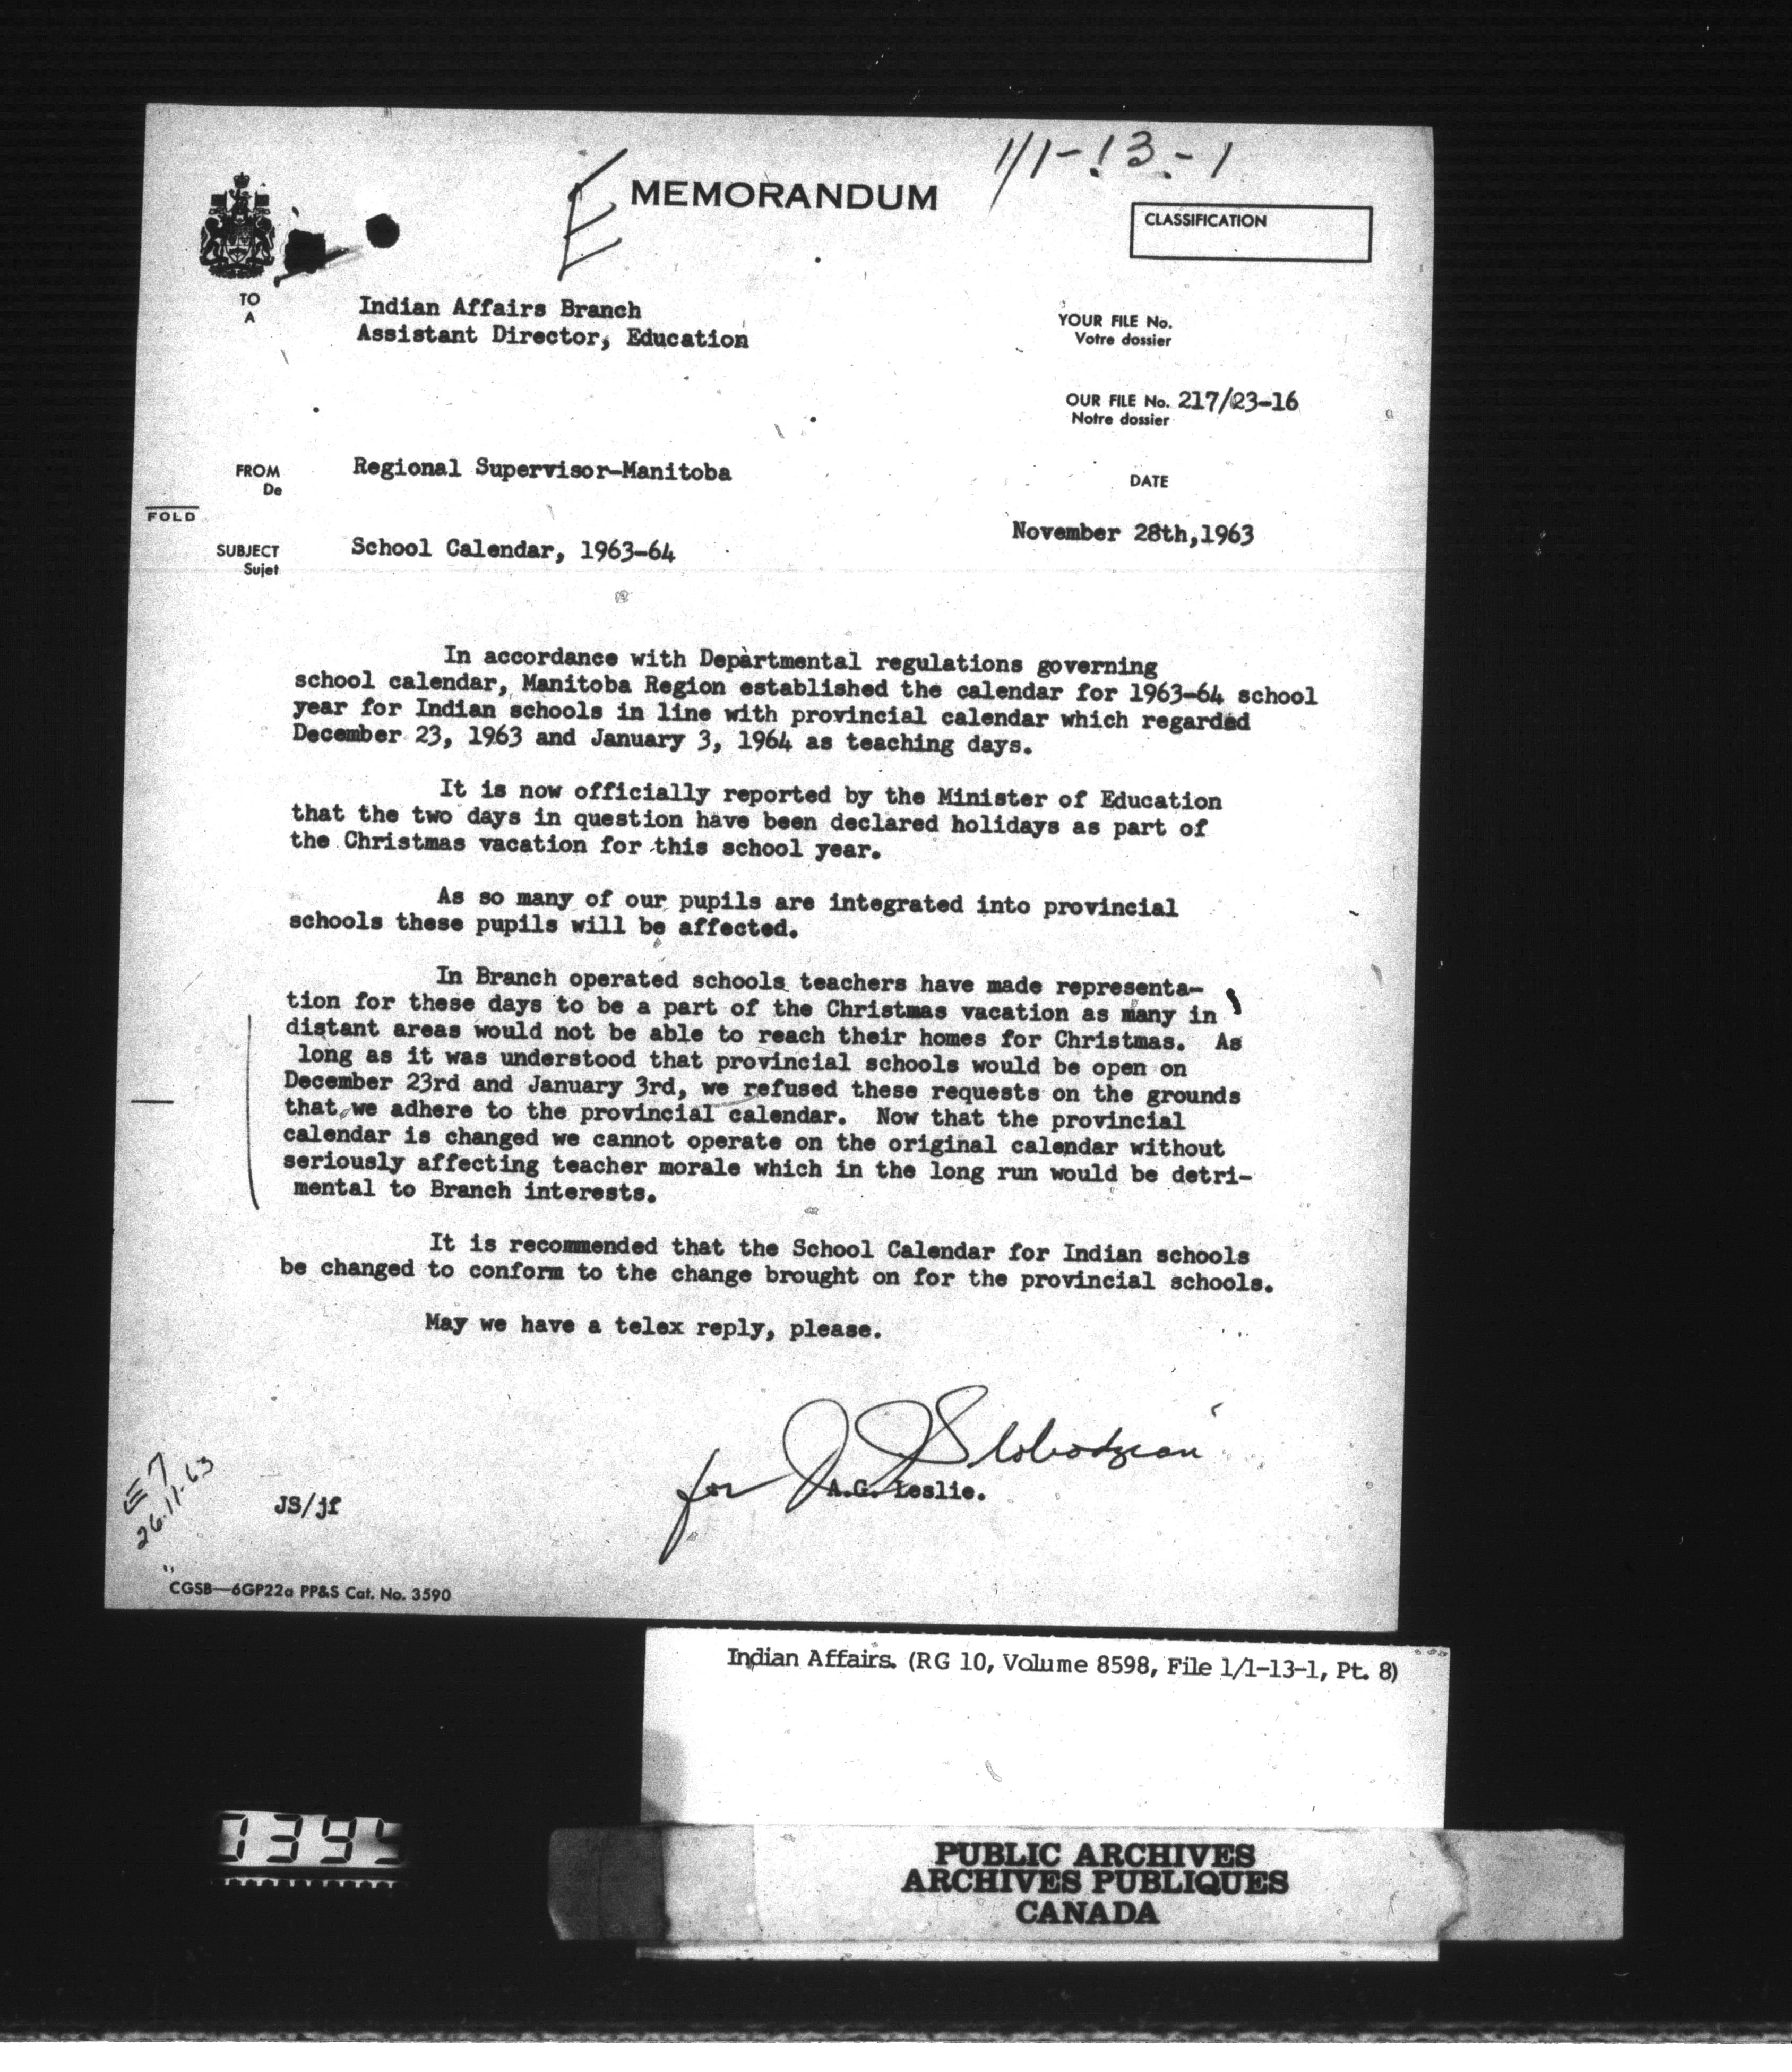 1/1-13-1
E
MEMORANDUM
CLASSIFICATION
TO
A
Indian Affairs Branch
Assistant Director, Education
YOUR FILE No.
Votre dossier
OUR FILE No. 217/23-16
Notre dossier
FROM
De
Regional Supervisor-Manitoba
DATE
FOLD
November 28th,1963
SUBJECT
Sujet
School Calendar, 1963-64
In accordance with Departmental regulations governing
school calendar, Manitoba Region established the calendar for 1963-64 school
year for Indian schools in line with provincial calendar which regarded
December 23, 1963 and January 3, 1964 as teaching days.
It is now officially reported by the Minister of Education
that the two days in question have been declared holidays as part of
the Christmas vacation for this school year.
As so many of our pupils are integrated into provincial
schools these pupils will be affected.
In Branch operated schools teachers have made representa-
tion for these days to be a part of the Christmas vacation as many in
distant areas would not be able to reach their homes for Christmas. As
long as it was understood that provincial schools would be open on
December 23rd and January 3rd, we refused these requests on the grounds
that we adhere to the provincial calendar. Now that the provincial
calendar is changed we cannot operate on the original calendar without
seriously affecting teacher morale which in the long run would be detri-
mental to Branch interests.
It is recommended that the School Calendar for Indian schools
be changed to conform to the change brought on for the provincial schools.
May we have a telex reply, please.
for J Slobodzian
A.G. Leslie.
E7
26.11.63
JS/jf
CGSB—6GP22a PP&S Cat. No. 3590
Indian Affairs. (RG 10, Volume 8598, File 1/1-13-1, Pt. 8)
PUBLIC ARCHIVES
ARCHIVES PUBLIQUES
CANADA